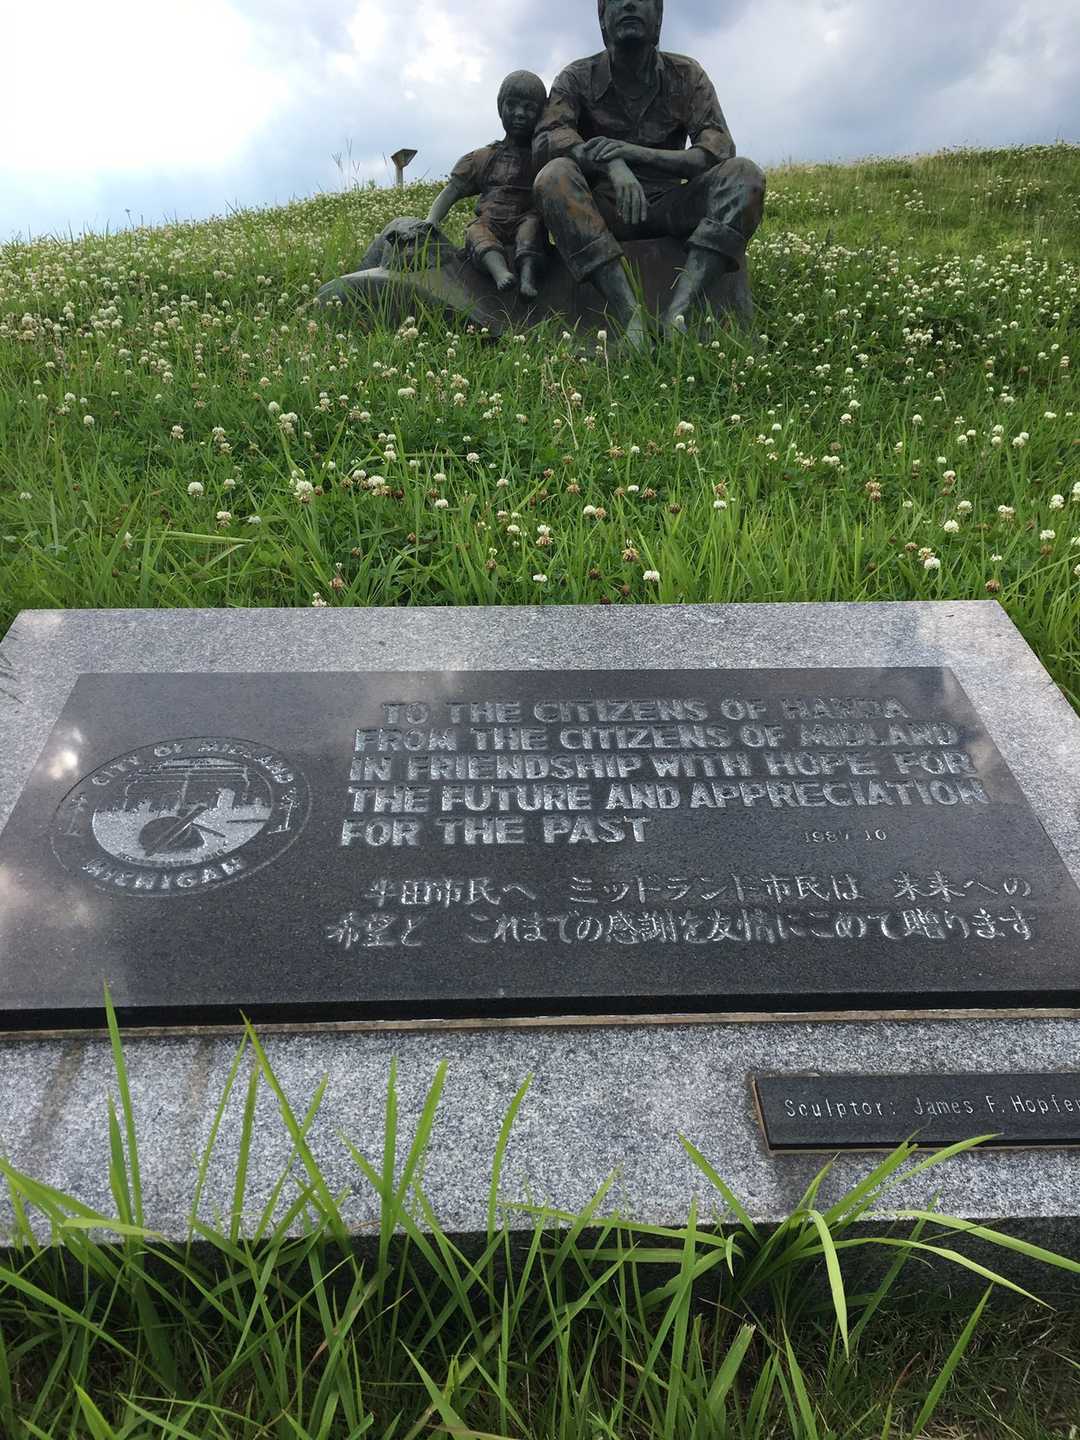 CITY OF MIDLAND
MICHIGAN
TO THE CITIZENS OF HANDA
FROM THE CITIZENS OF MIDLAND
IN FRIENDSHIP WITH HOPE FOR
THE FUTURE AND APPRECIATION
FOR THE PAST
1987 10
半田市民へ ミッドランド市民は 未来への
希望と これまでの感謝を友情にこめて贈ります
Sculptor: James F. Hopfen